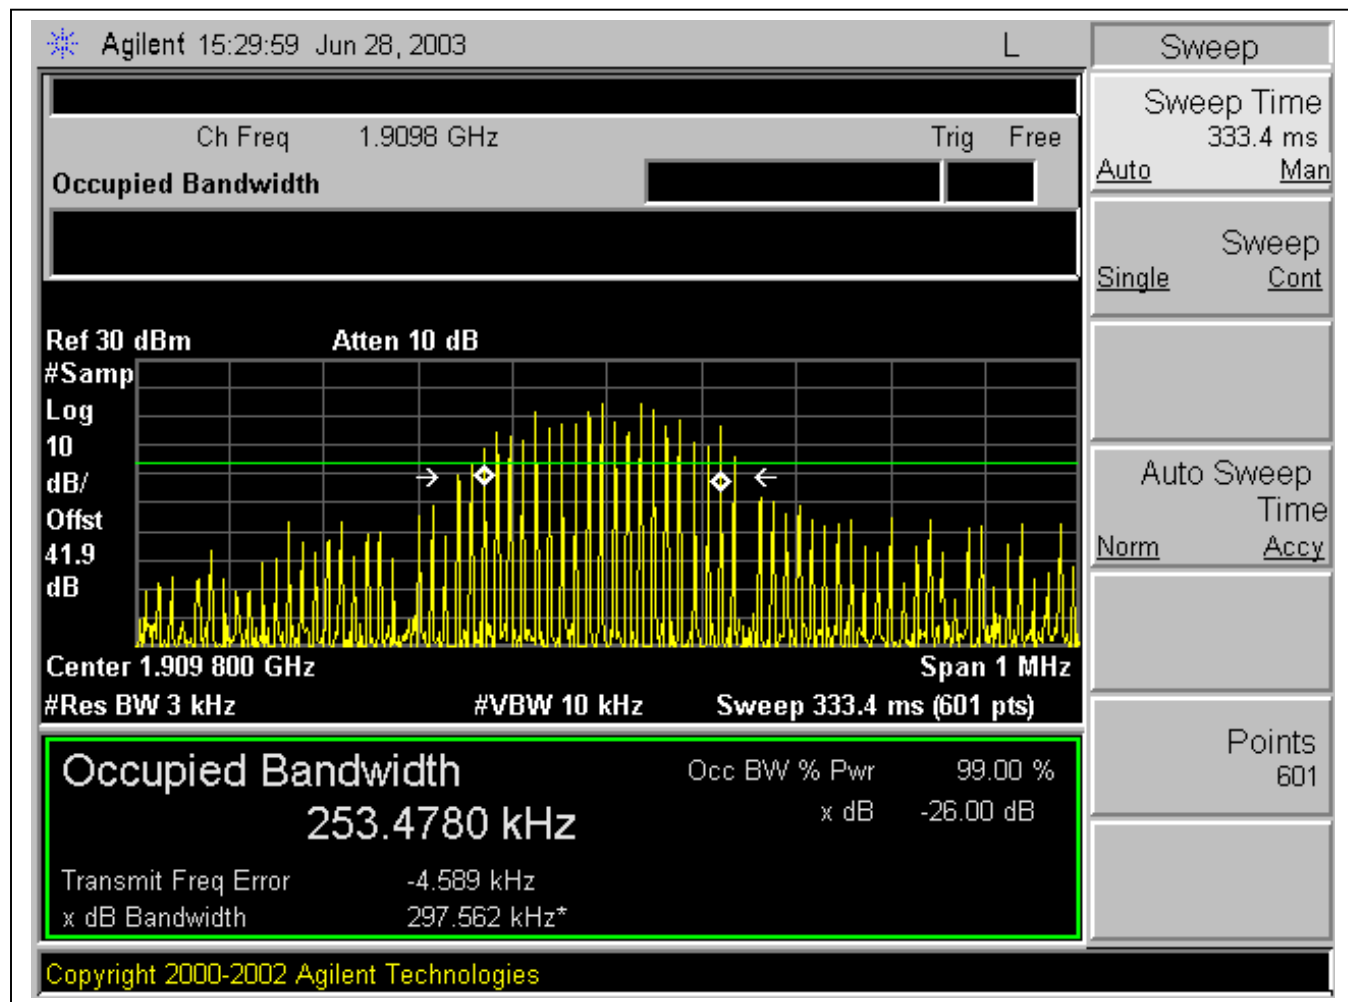 Agilent 15:29:59 Jun 28, 2003 L
Sweep
Ch Freq 1.9098 GHz Trig Free
Occupied Bandwidth
Sweep Time
333.4 ms
Auto Man
Sweep
Single Cont
Ref 30 dBm Atten 10 dB
#Samp
Log
10
dB/
Offst
41.9
dB
Auto Sweep
Time
Norm Accy
Center 1.909 800 GHz Span 1 MHz
#Res BW 3 kHz #VBW 10 kHz Sweep 333.4 ms (601 pts)
Points
601
Occupied Bandwidth
253.4780 kHz
Occ BW % Pwr 99.00 %
x dB -26.00 dB
Transmit Freq Error -4.589 kHz
x dB Bandwidth 297.562 kHz*
Copyright 2000-2002 Agilent Technologies